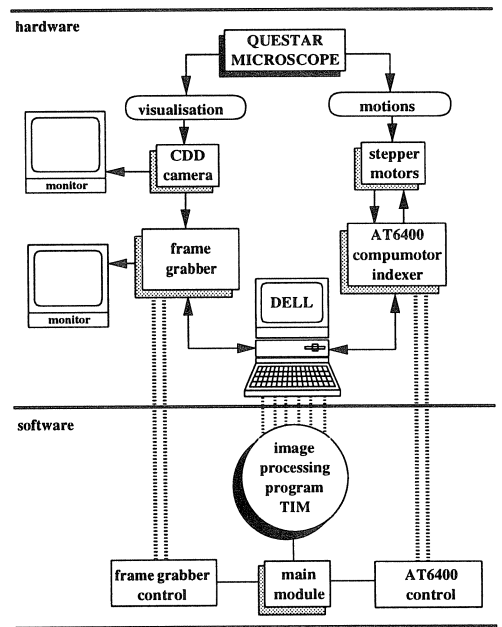 hardware
QUESTAR
MICROSCOPE
visualisation
motions
CDD
camera
stepper
motors
monitor
frame
grabber
AT6400
compumotor
indexer
monitor
DELL
software
image
processing
program
TIM
frame grabber
control
main
module
AT6400
control